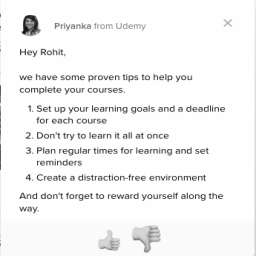 Priyanka from Udemy
Hey Rohit,
we have some proven tips to help you
complete your courses.
1. Set up your learning goals and a deadline
for each course
2. Don't try to learn it all at once
3. Plan regular times for learning and set
reminders
4. Create a distraction-free environment
And don't forget to reward yourself along the
way.